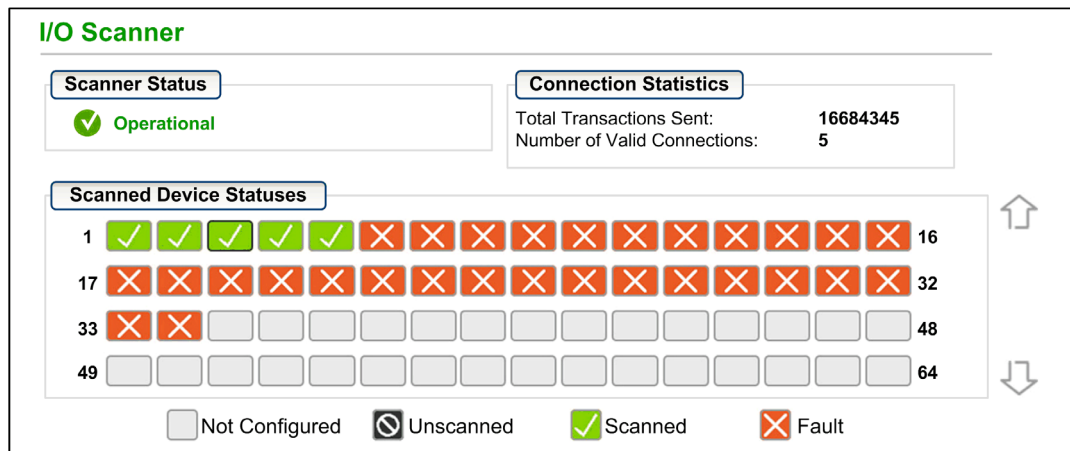 I/O Scanner
Scanner Status
Operational
Connection Statistics
Total Transactions Sent: 16684345
Number of Valid Connections: 5
Scanned Device Statuses
1 16
17 32
33 48
49 64
Not Configured Unscanned Scanned Fault